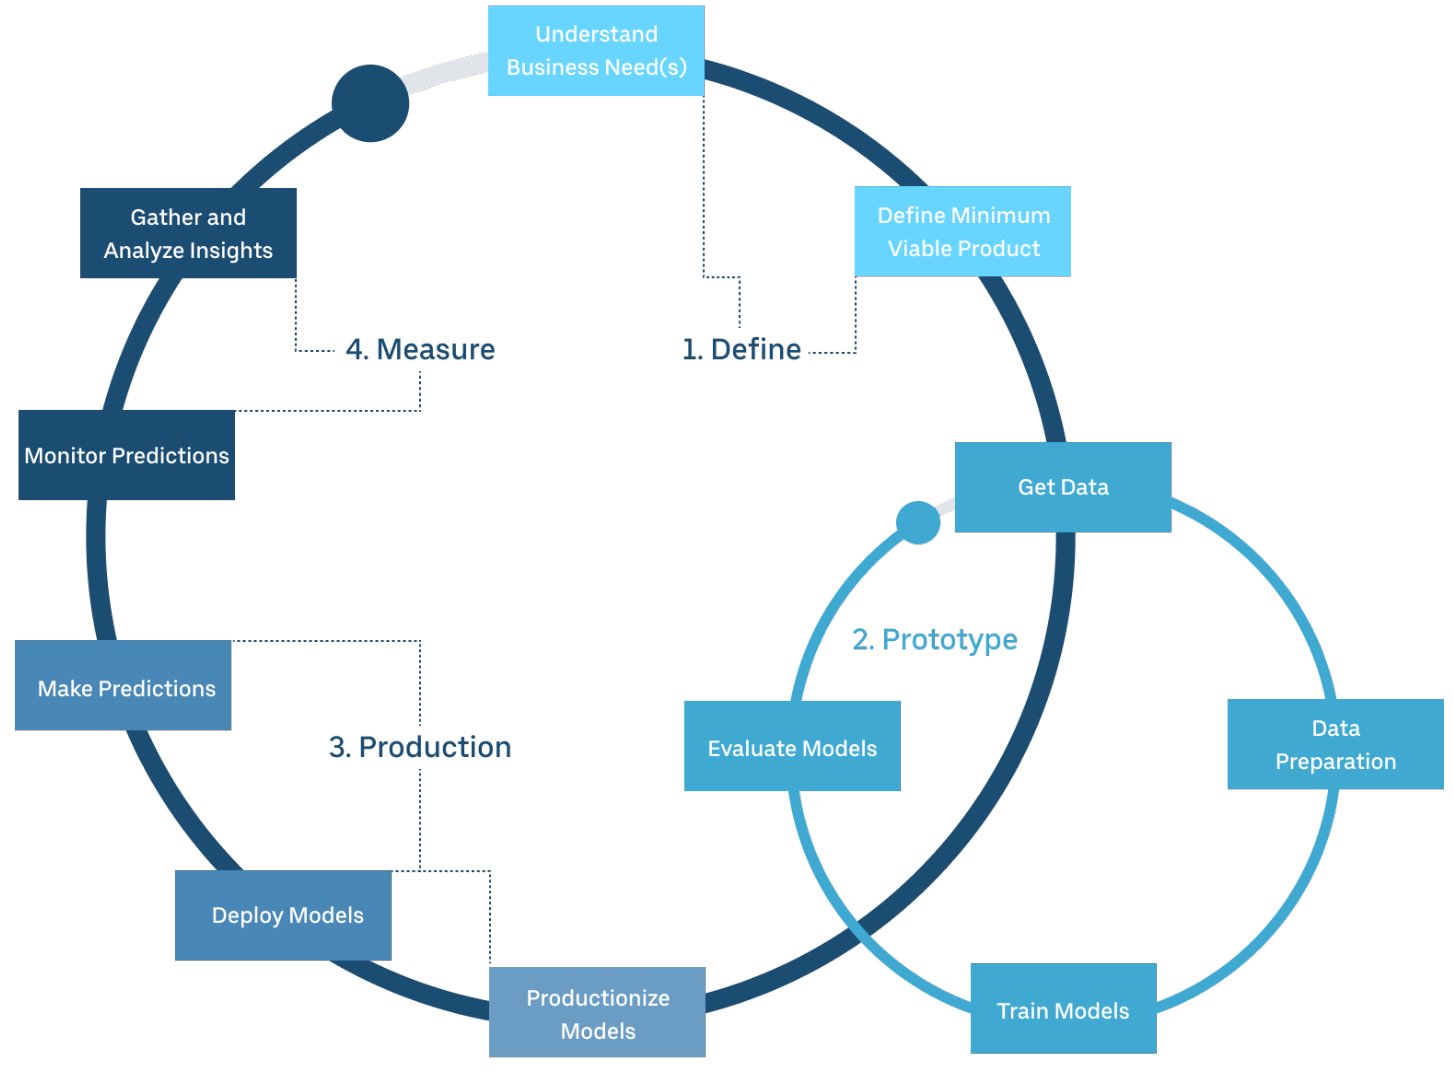 Understand
Business Need(s)
Define Minimum
Viable Product
Gather and
Analyze Insights
4. Measure
1. Define
Monitor Predictions
Get Data
2. Prototype
Make Predictions
3. Production
Evaluate Models
Data
Preparation
Deploy Models
Productionize
Models
Train Models